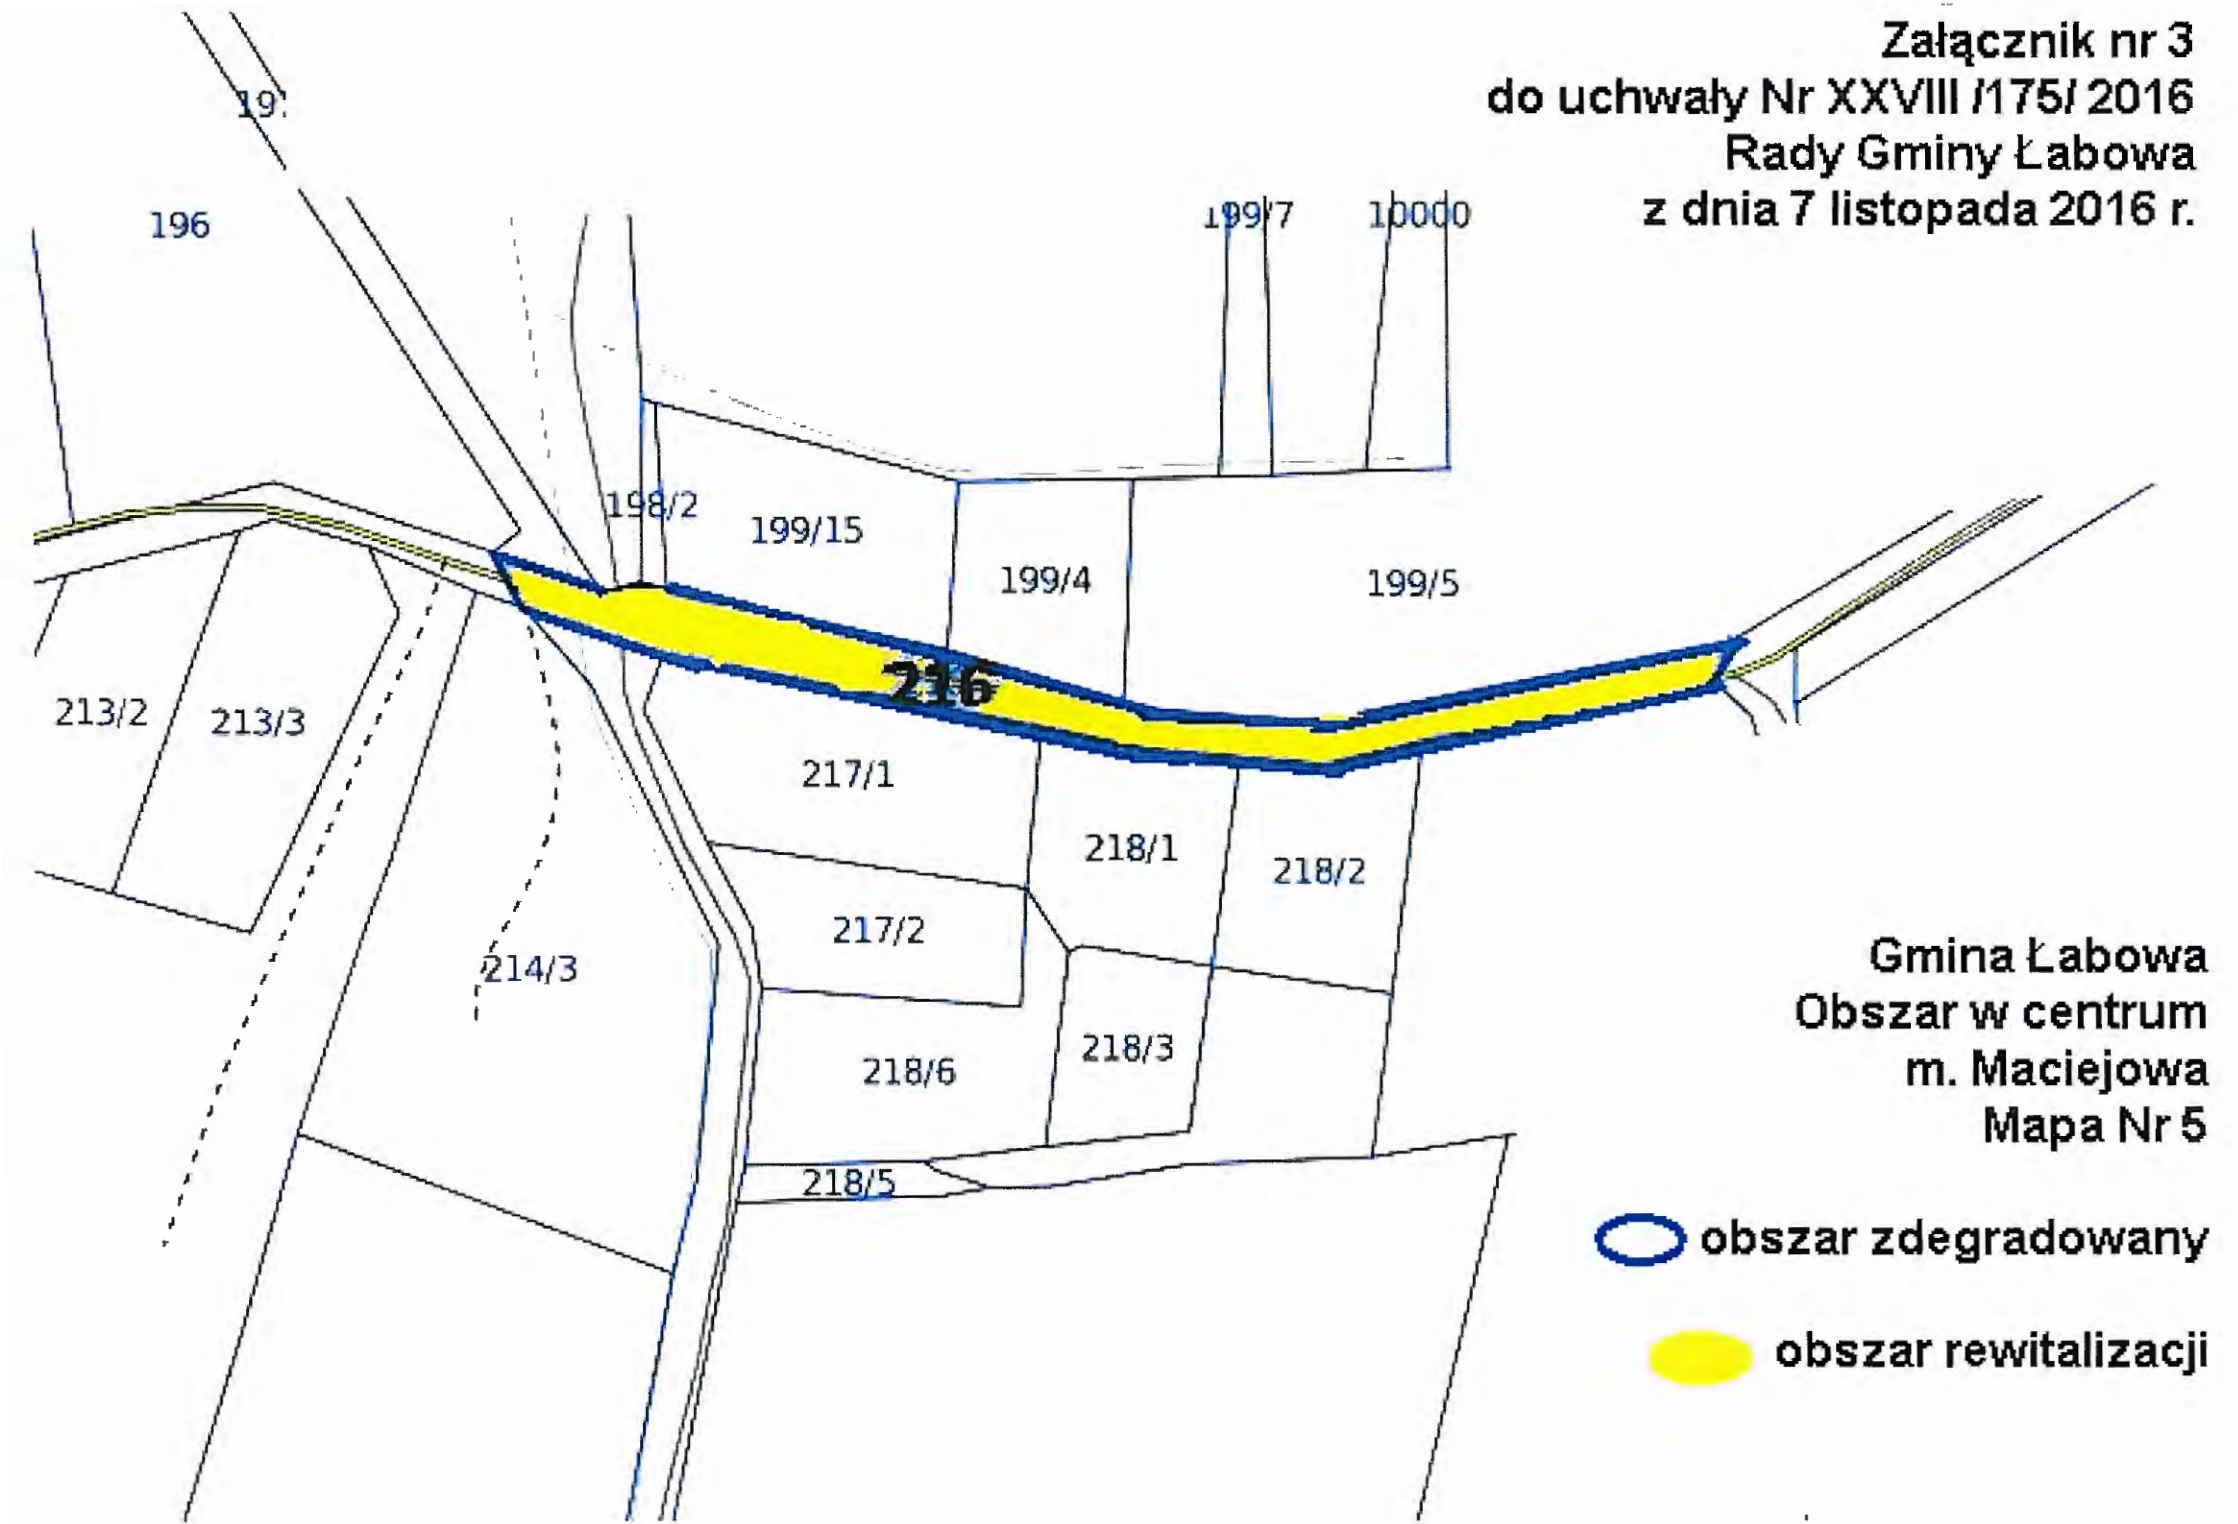 Załącznik nr 3
do uchwały Nr XXVIII /175/ 2016
Rady Gminy Łabowa
z dnia 7 listopada 2016 r.
196
199/7
10000
198/2
199/15
199/4
199/5
216
213/2
213/3
217/1
218/1
218/2
217/2
214/3
218/6
218/3
218/5
Gmina Łabowa
Obszar w centrum
m. Maciejowa
Mapa Nr 5
obszar zdegradowany
obszar rewitalizacji